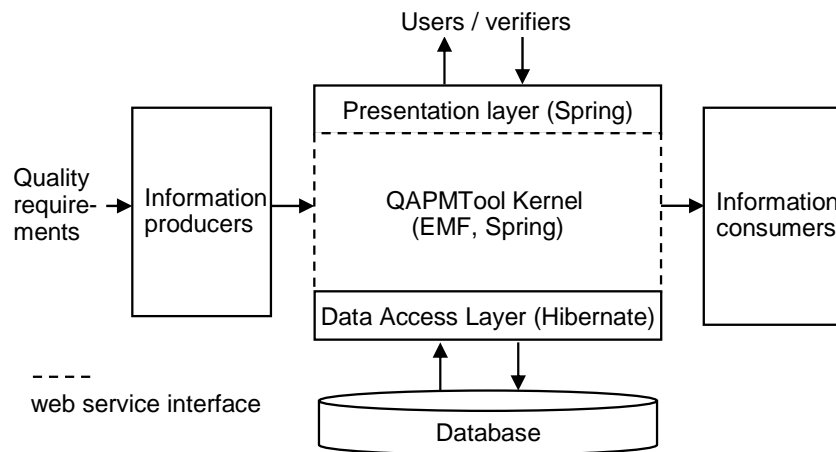 Users / verifiers
Presentation layer (Spring)
Quality
require-
ments
Information
producers
QAPMTool Kernel
(EMF, Spring)
Information
consumers
Data Access Layer (Hibernate)
web service interface
Database